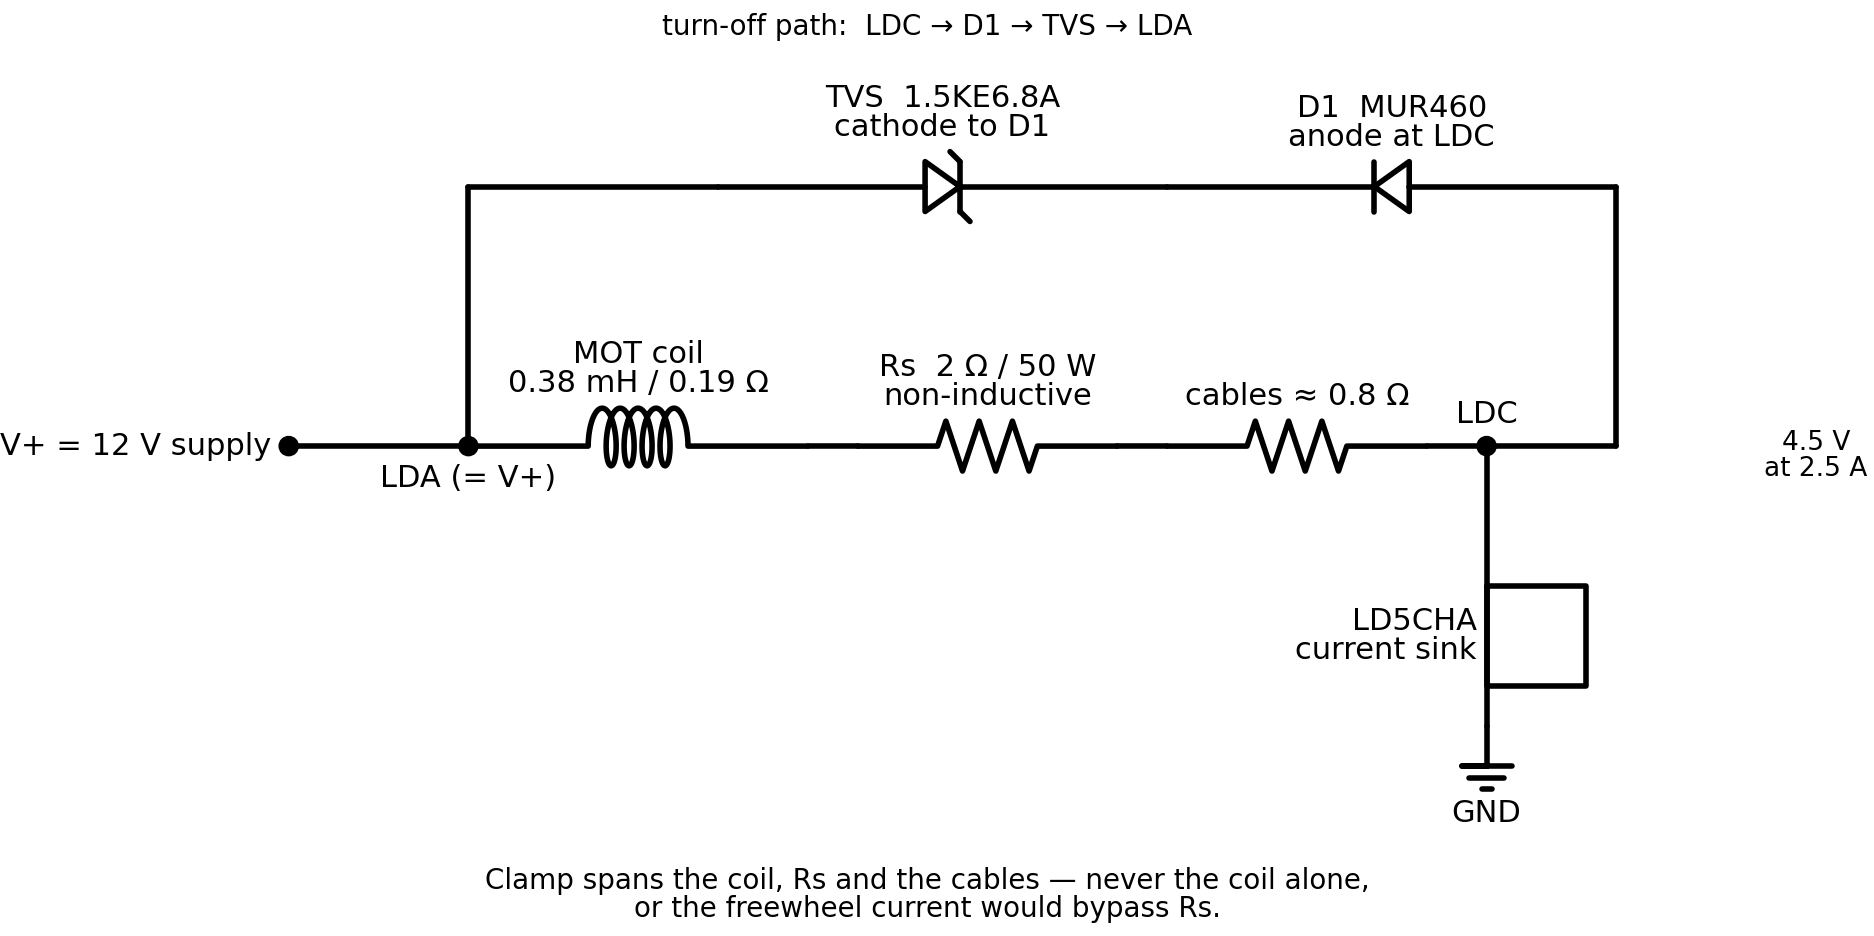 turn-off path:  LDC → D1 → TVS → LDA
TVS  1.5KE6.8A
cathode to D1
D1  MUR460
anode at LDC
MOT coil
0.38 mH / 0.19 Ω
Rs  2 Ω / 50 W
non-inductive
cables ≈ 0.8 Ω
LDC
V+ = 12 V supply
LDA (= V+)
4.5 V
at 2.5 A
LD5CHA
current sink
GND
Clamp spans the coil, Rs and the cables — never the coil alone,
or the freewheel current would bypass Rs.